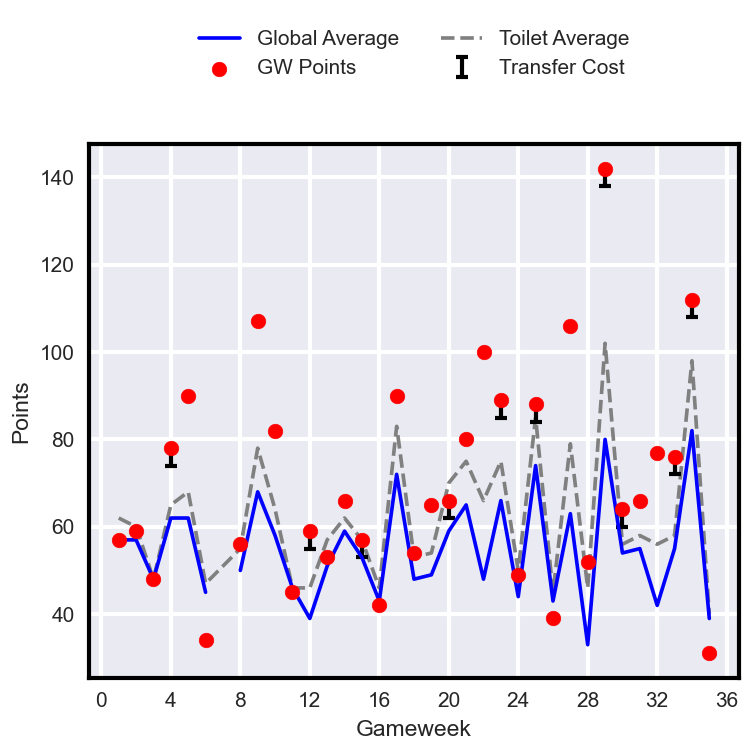 Global Average
Toilet Average
GW Points
Transfer Cost
140
120
100
80
60
40
Points
0 4 8 12 16 20 24 28 32 36
Gameweek